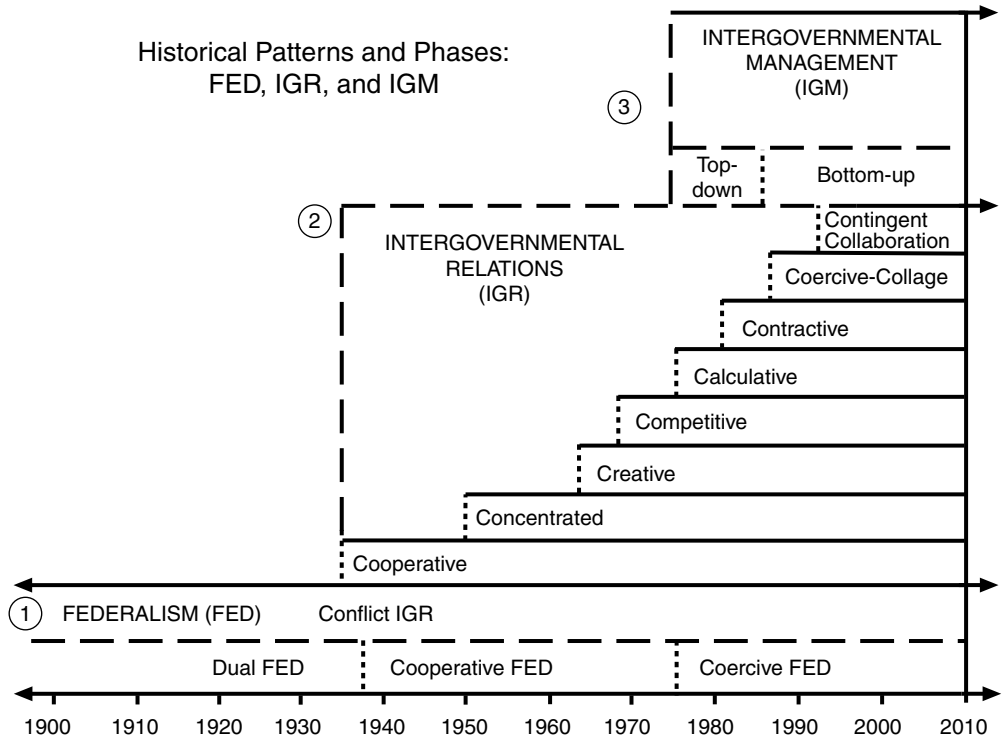 Historical Patterns and Phases:
FED, IGR, and IGM
INTERGOVERNMENTAL
MANAGEMENT
(IGM)
3
Top-
down
Bottom-up
2
INTERGOVERNMENTAL
RELATIONS
(IGR)
Contingent
Collaboration
Coercive-Collage
Contractive
Calculative
Competitive
Creative
Concentrated
Cooperative
1 FEDERALISM (FED) Conflict IGR
Dual FED Cooperative FED Coercive FED
1900 1910 1920 1930 1940 1950 1960 1970 1980 1990 2000 2010